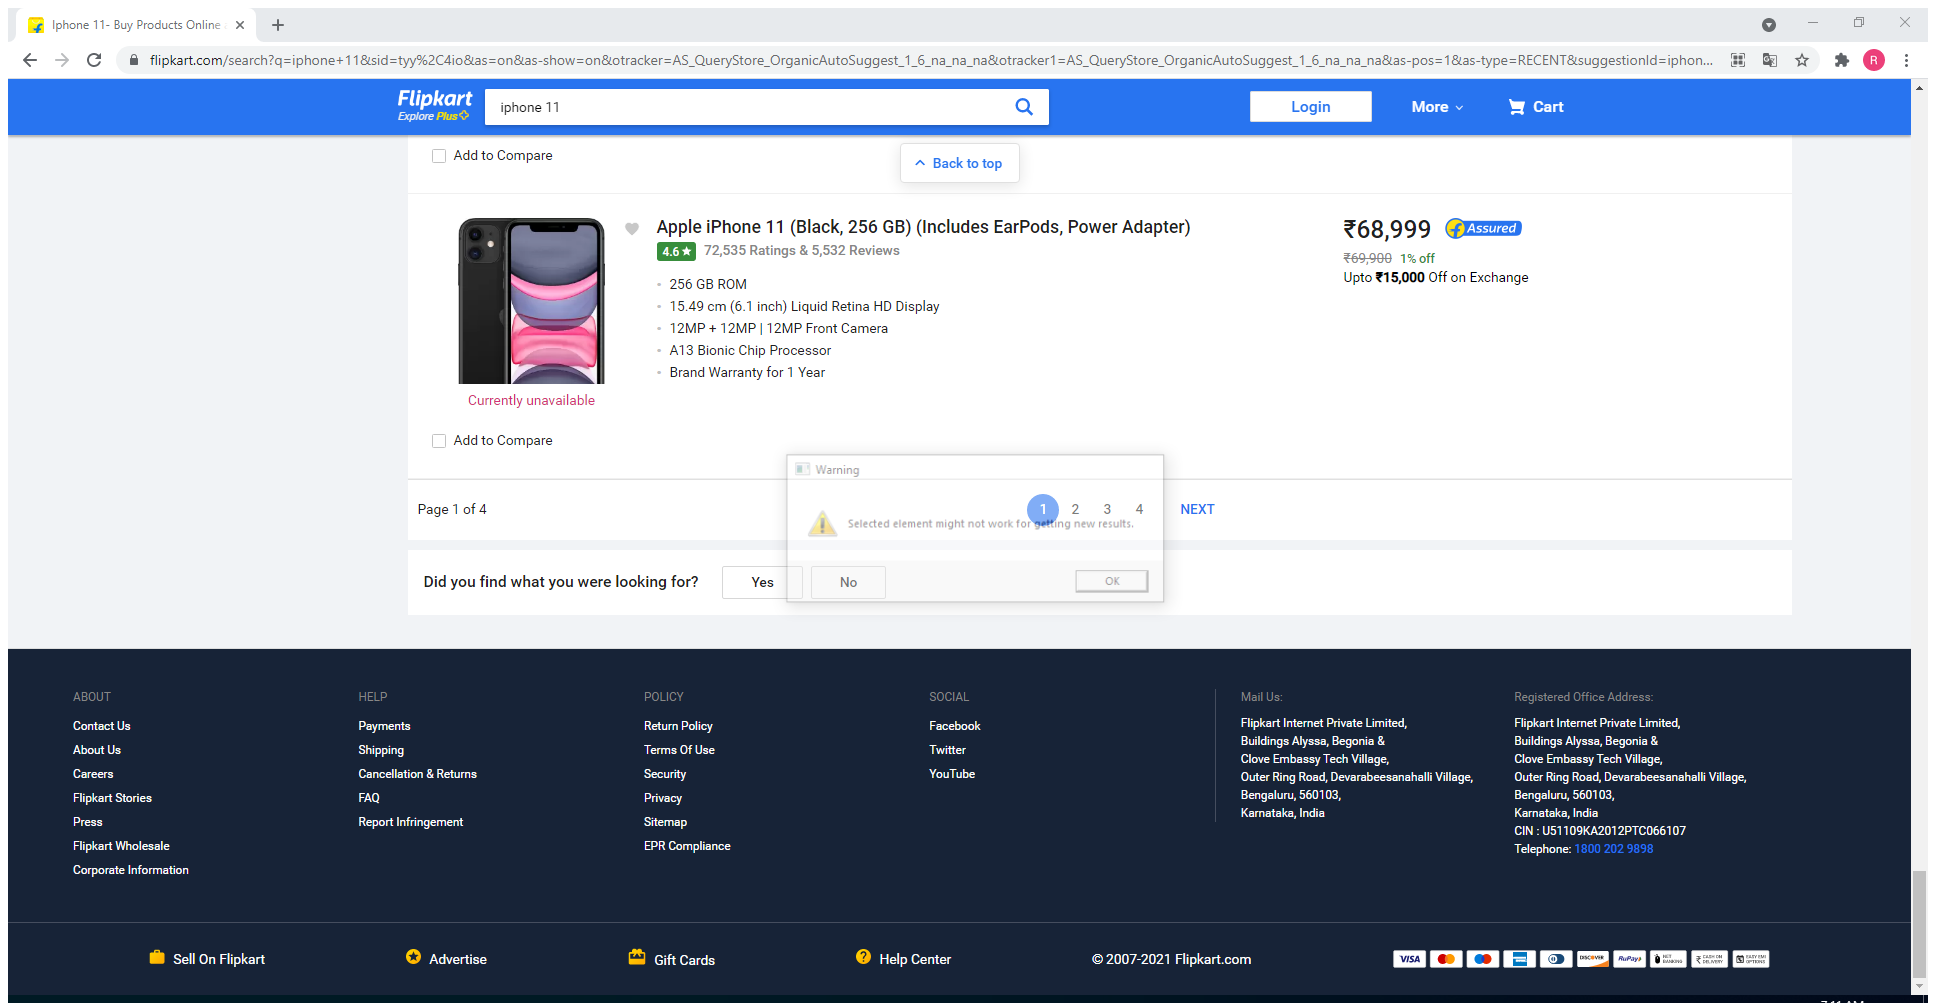 Iphone 11- Buy Products Online
flipkart.com/search?q=iphone+11&sid=tyy%2C4io&as=on&as-show=on&otracker=AS_QueryStore_OrganicAutoSuggest_1_6_na_na_na&otracker1=AS_QueryStore_OrganicAutoSuggest_1_6_na_na_na&as-pos=1&as-type=RECENT&suggestionId=iphon...
R
Flipkart
Explore Plus
iphone 11
Login
More
Cart
Add to Compare
Back to top
Apple iPhone 11 (Black, 256 GB) (Includes EarPods, Power Adapter)
4.6★ 72,535 Ratings & 5,532 Reviews
256 GB ROM
15.49 cm (6.1 inch) Liquid Retina HD Display
12MP + 12MP | 12MP Front Camera
A13 Bionic Chip Processor
Brand Warranty for 1 Year
₹68,999 Assured
₹69,900 1% off
Upto ₹15,000 Off on Exchange
Currently unavailable
Add to Compare
Warning
Page 1 of 4
1 2 3 4
NEXT
Selected element might not work for getting new results.
Did you find what you were looking for?
Yes
No
OK
ABOUT
Contact Us
About Us
Careers
Flipkart Stories
Press
Flipkart Wholesale
Corporate Information
HELP
Payments
Shipping
Cancellation & Returns
FAQ
Report Infringement
POLICY
Return Policy
Terms Of Use
Security
Privacy
Sitemap
EPR Compliance
SOCIAL
Facebook
Twitter
YouTube
Mail Us:
Flipkart Internet Private Limited,
Buildings Alyssa, Begonia &
Clove Embassy Tech Village,
Outer Ring Road, Devarabeesanahalli Village,
Bengaluru, 560103,
Karnataka, India
Registered Office Address:
Flipkart Internet Private Limited,
Buildings Alyssa, Begonia &
Clove Embassy Tech Village,
Outer Ring Road, Devarabeesanahalli Village,
Bengaluru, 560103,
Karnataka, India
CIN : U51109KA2012PTC066107
Telephone: 1800 202 9898
Sell On Flipkart
Advertise
Gift Cards
Help Center
© 2007-2021 Flipkart.com
VISA
DISCOVER
RuPay
NET BANKING
CASH ON DELIVERY
EASY EMI OPTIONS